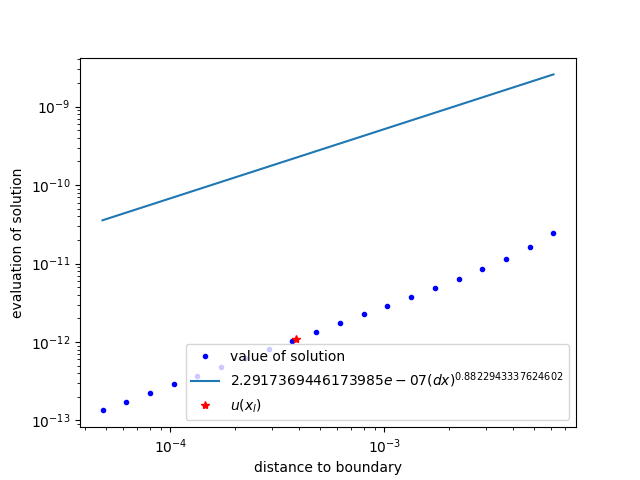 evaluation of solution
10⁻⁹
10⁻¹⁰
10⁻¹¹
10⁻¹²
10⁻¹³
value of solution
2.2917369446173985e − 07(dx)^0.8822943337624602
u(x_l)
10⁻⁴
10⁻³
distance to boundary